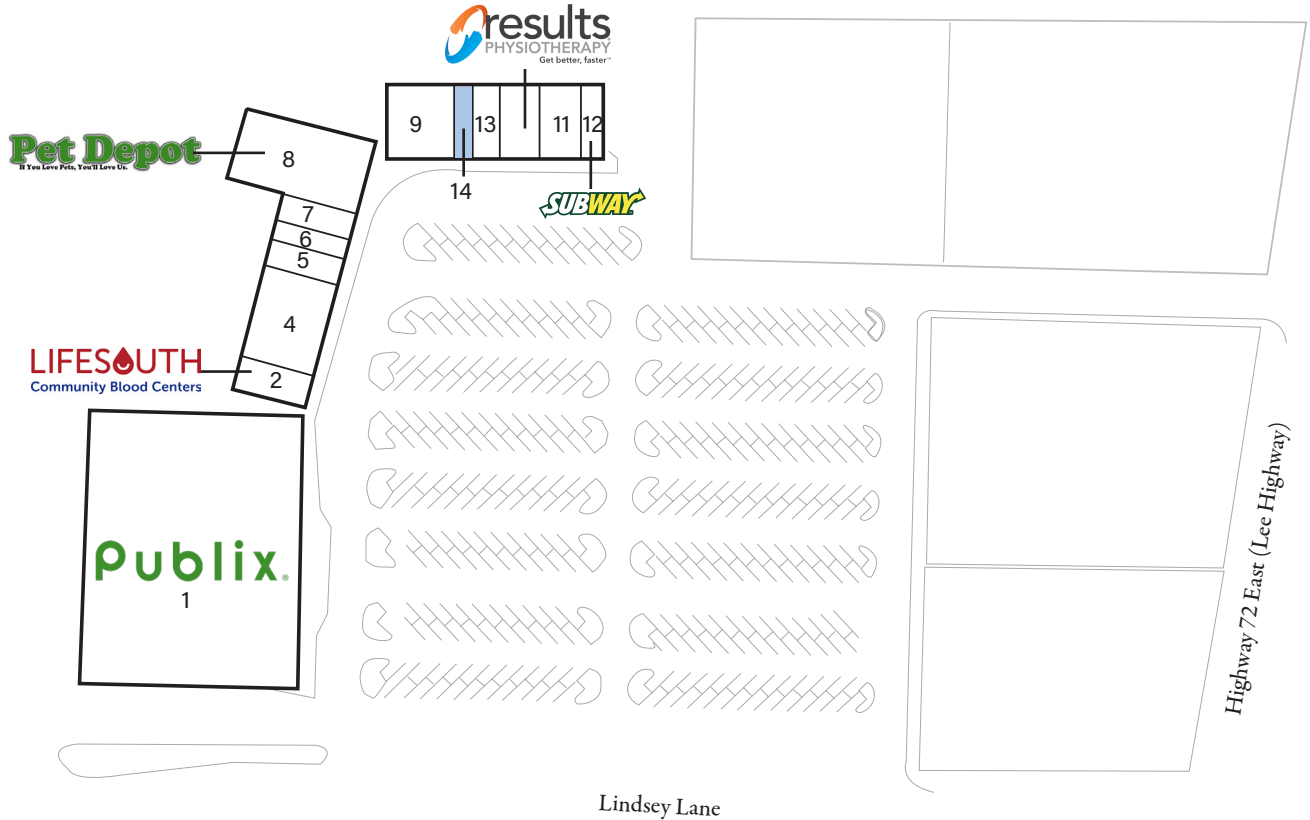 results
PHYSIOTHERAPY
Get better, faster™
Pet Depot
If You Love Pets, You'll Love Us.
8
9
13
11
12
14
SUBWAY
7
6
5
4
LIFESOUTH
Community Blood Centers
2
Publix®
1
Highway 72 East (Lee Highway)
Lindsey Lane